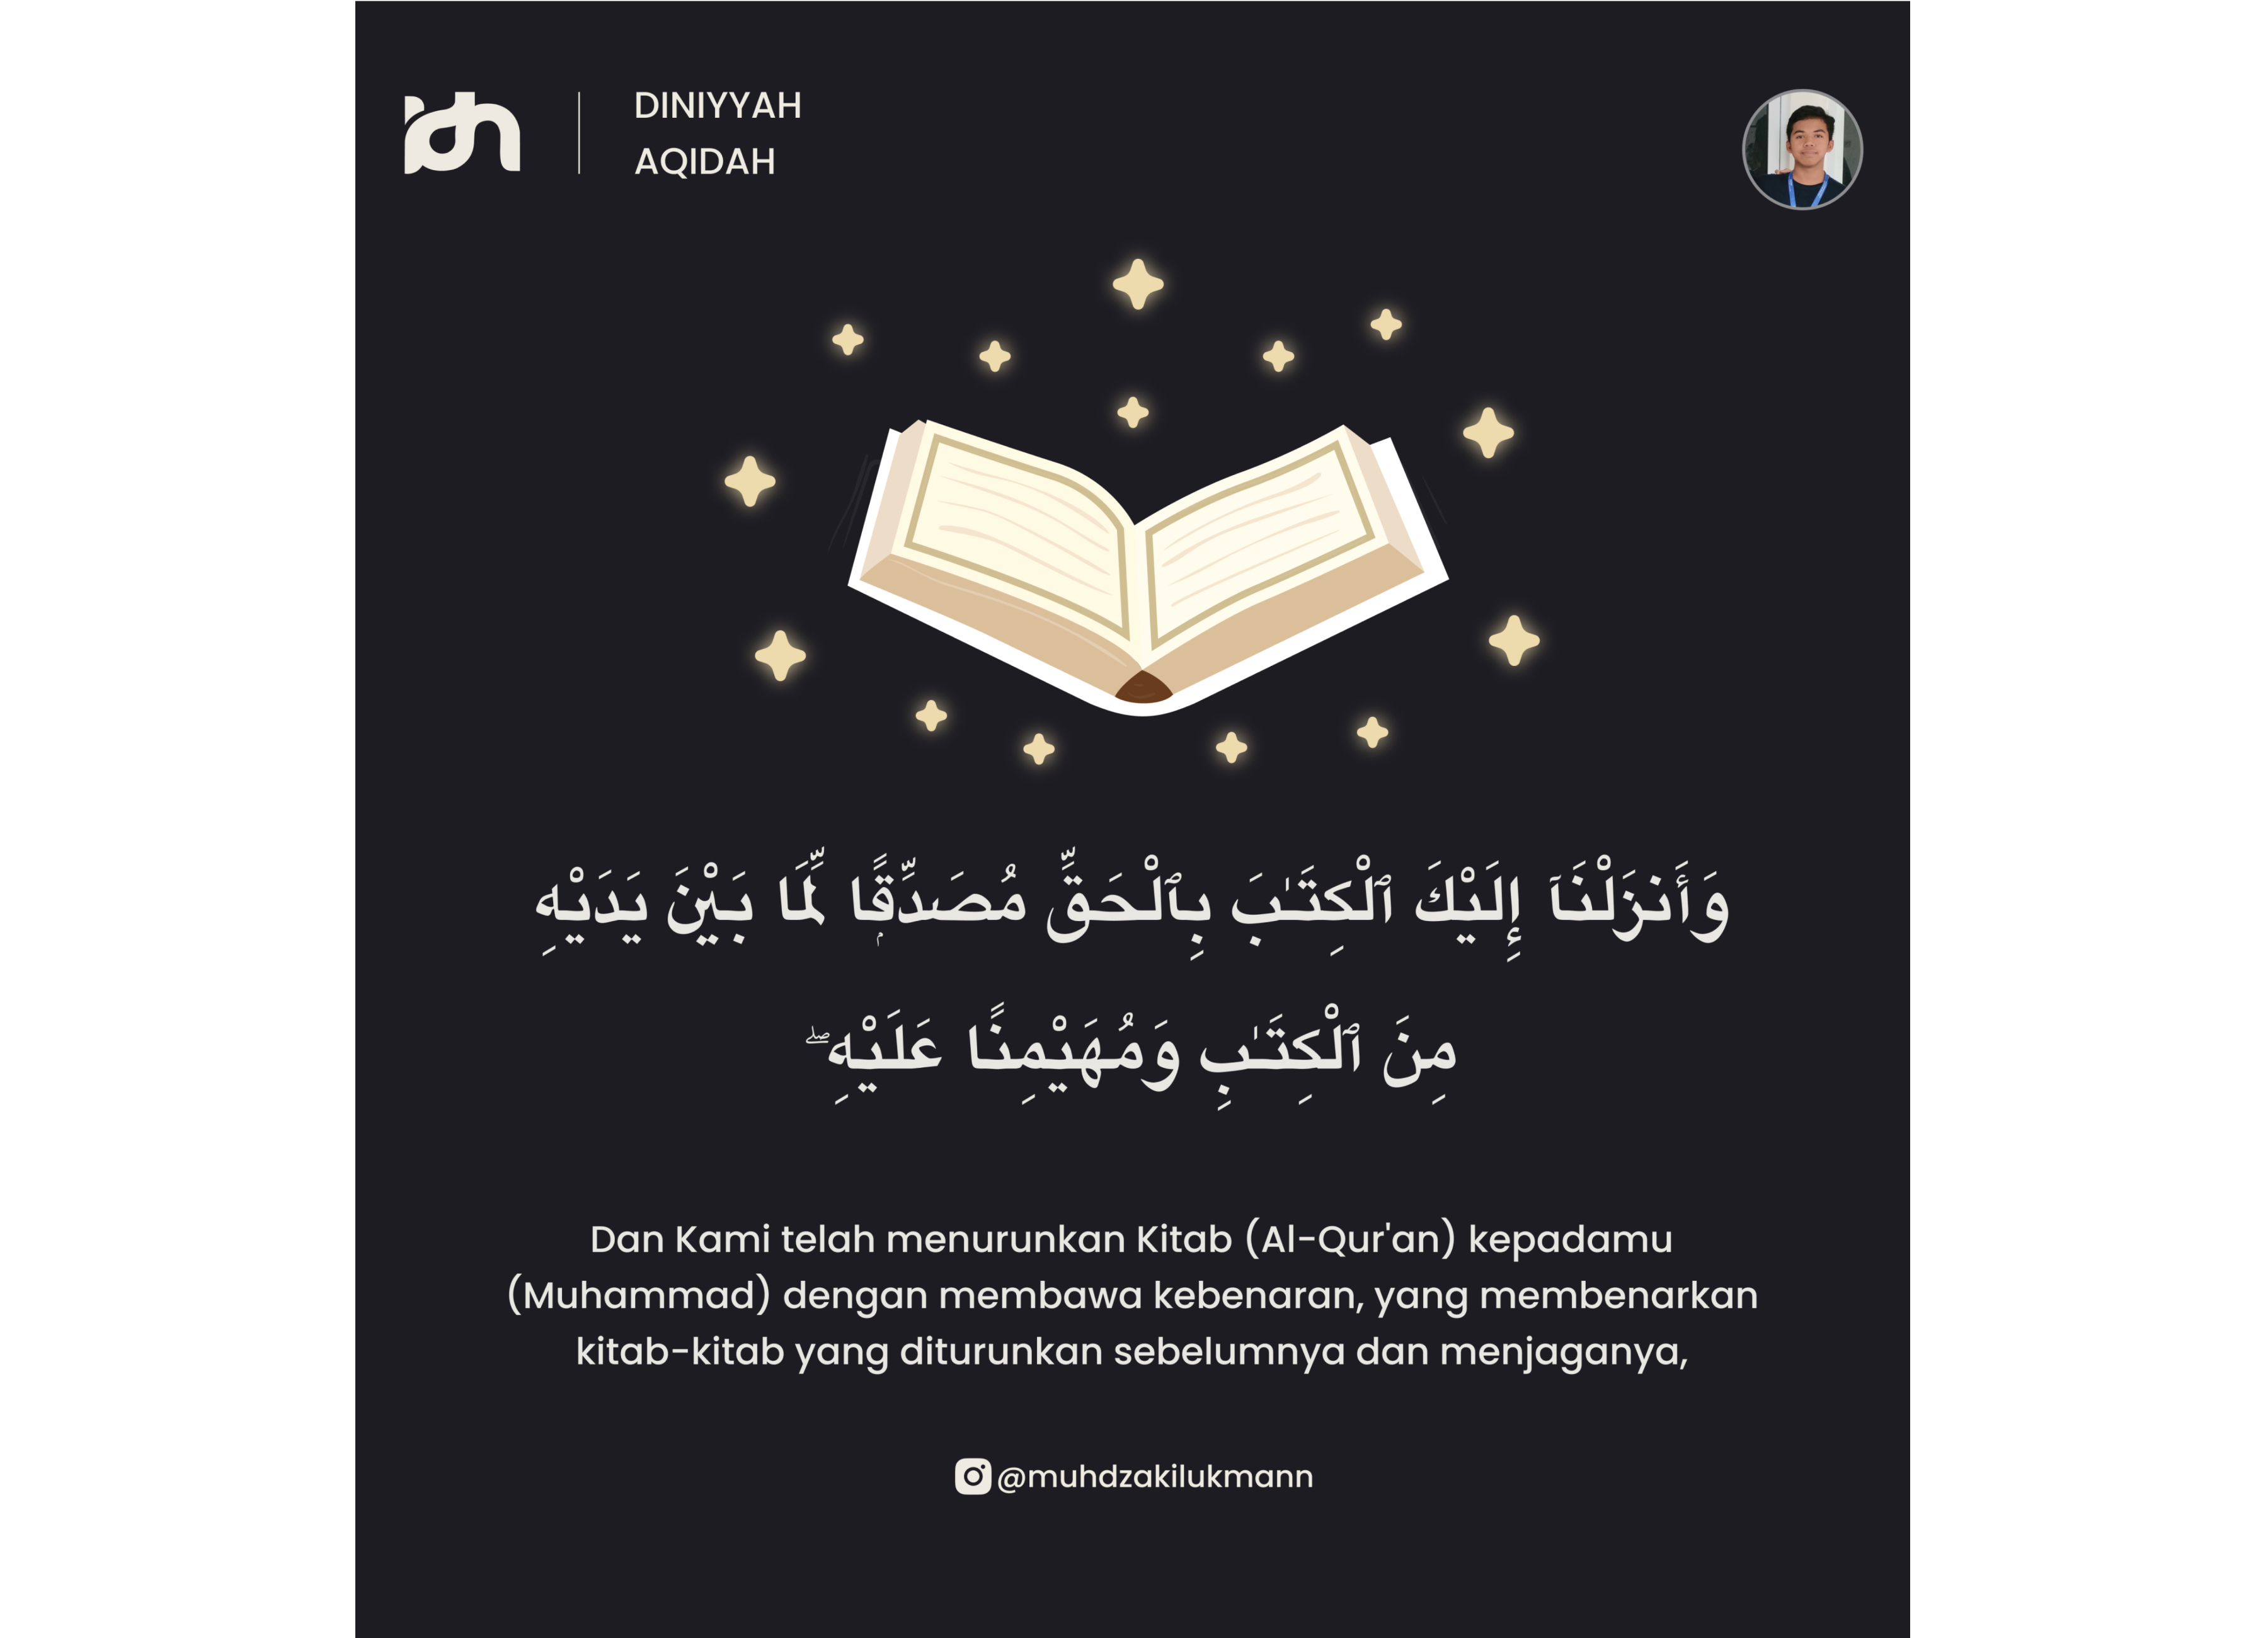 DINIYYAH
AQIDAH
وَأَنزَلْنَآ إِلَيْكَ ٱلْكِتَـٰبَ بِٱلْحَقِّ مُصَدِّقًۭا لِّمَا بَيْنَ يَدَيْهِ
مِنَ ٱلْكِتَـٰبِ وَمُهَيْمِنًا عَلَيْهِ ۖ
Dan Kami telah menurunkan Kitab (Al-Qur'an) kepadamu
(Muhammad) dengan membawa kebenaran, yang membenarkan
kitab-kitab yang diturunkan sebelumnya dan menjaganya,
@muhdzakilukmann